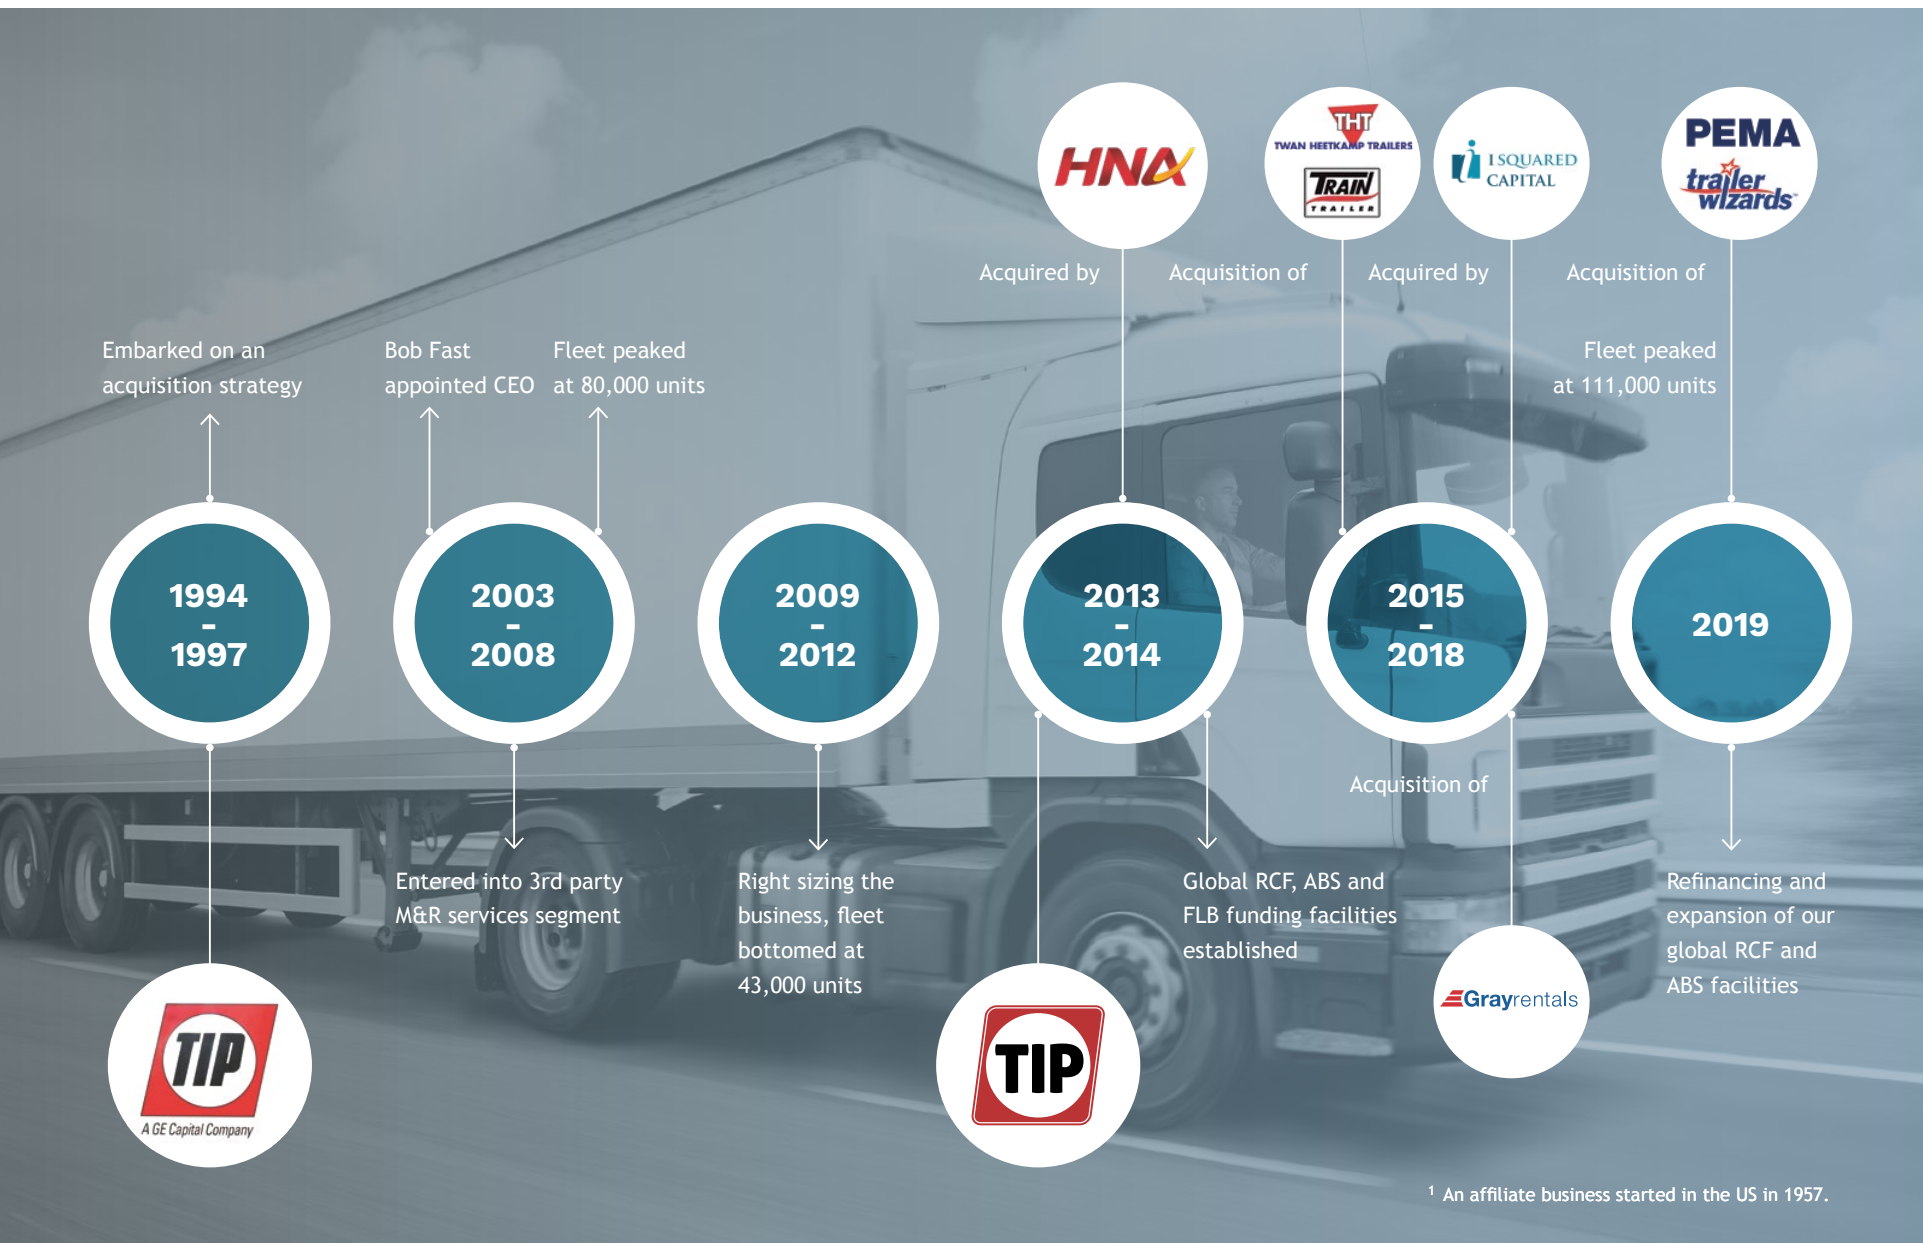 HNA
THT
TWAN HEETKAMP TRAILERS
TRAIN
TRAILER
I SQUARED
CAPITAL
PEMA
trailer
wizards™
Acquired by
Acquisition of
Acquired by
Acquisition of
Embarked on an
acquisition strategy
Bob Fast
appointed CEO
Fleet peaked
at 80,000 units
Fleet peaked
at 111,000 units
1994
-
1997
2003
-
2008
2009
-
2012
2013
-
2014
2015
-
2018
2019
Acquisition of
Entered into 3rd party
M&R services segment
Right sizing the
business, fleet
bottomed at
43,000 units
Global RCF, ABS and
FLB funding facilities
established
Refinancing and
expansion of our
global RCF and
ABS facilities
Grayrentals
TIP
A GE Capital Company
TIP
1 An affiliate business started in the US in 1957.